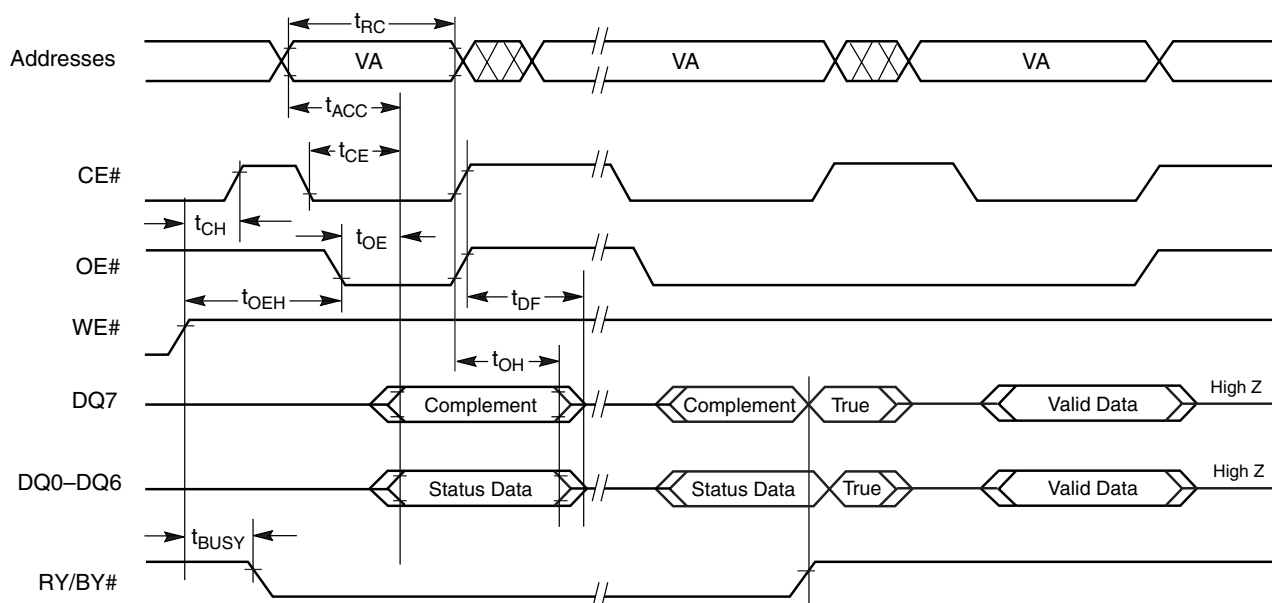 tRC
Addresses VA VA VA
tACC
tCE
CE#
tCH
tOE
OE#
tOEH
tDF
WE#
tOH
DQ7 Complement Complement True Valid Data High Z
DQ0–DQ6 Status Data Status Data True Valid Data High Z
tBUSY
RY/BY#